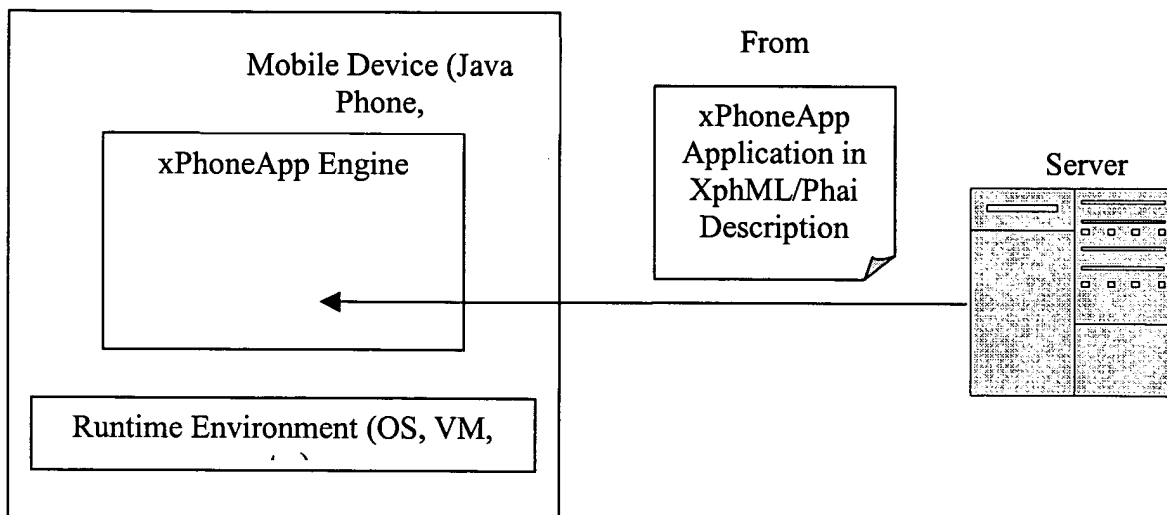 Mobile Device (Java
Phone,
xPhoneApp Engine
Runtime Environment (OS, VM,
From
xPhoneApp
Application in
XphML/Phai
Description
Server